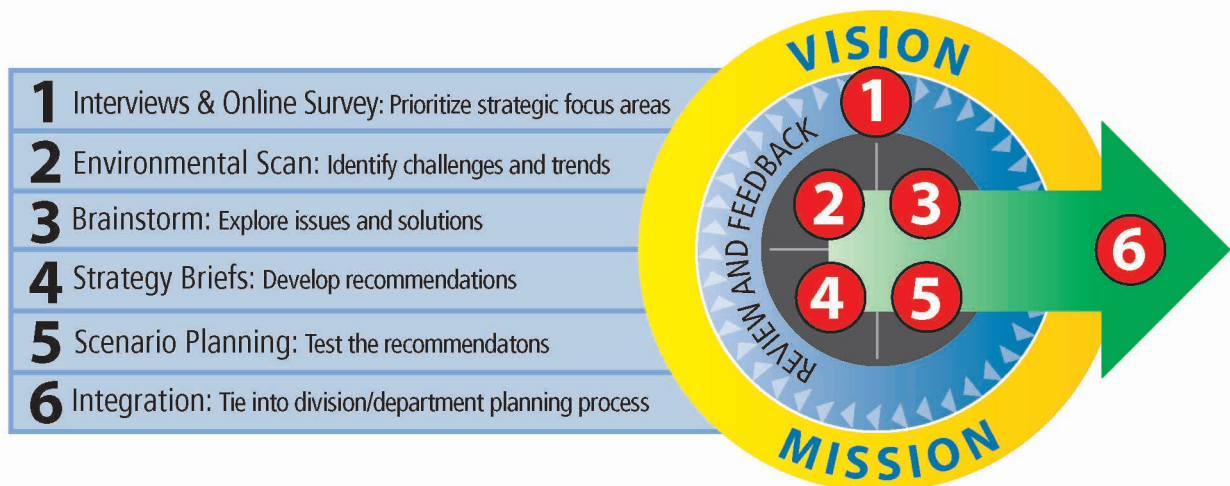 1 Interviews & Online Survey: Prioritize strategic focus areas
2 Environmental Scan: Identify challenges and trends
3 Brainstorm: Explore issues and solutions
4 Strategy Briefs: Develop recommendations
5 Scenario Planning: Test the recommendatons
6 Integration: Tie into division/department planning process
VISION
1
REVIEW AND FEEDBACK
2
3
4
5
6
MISSION